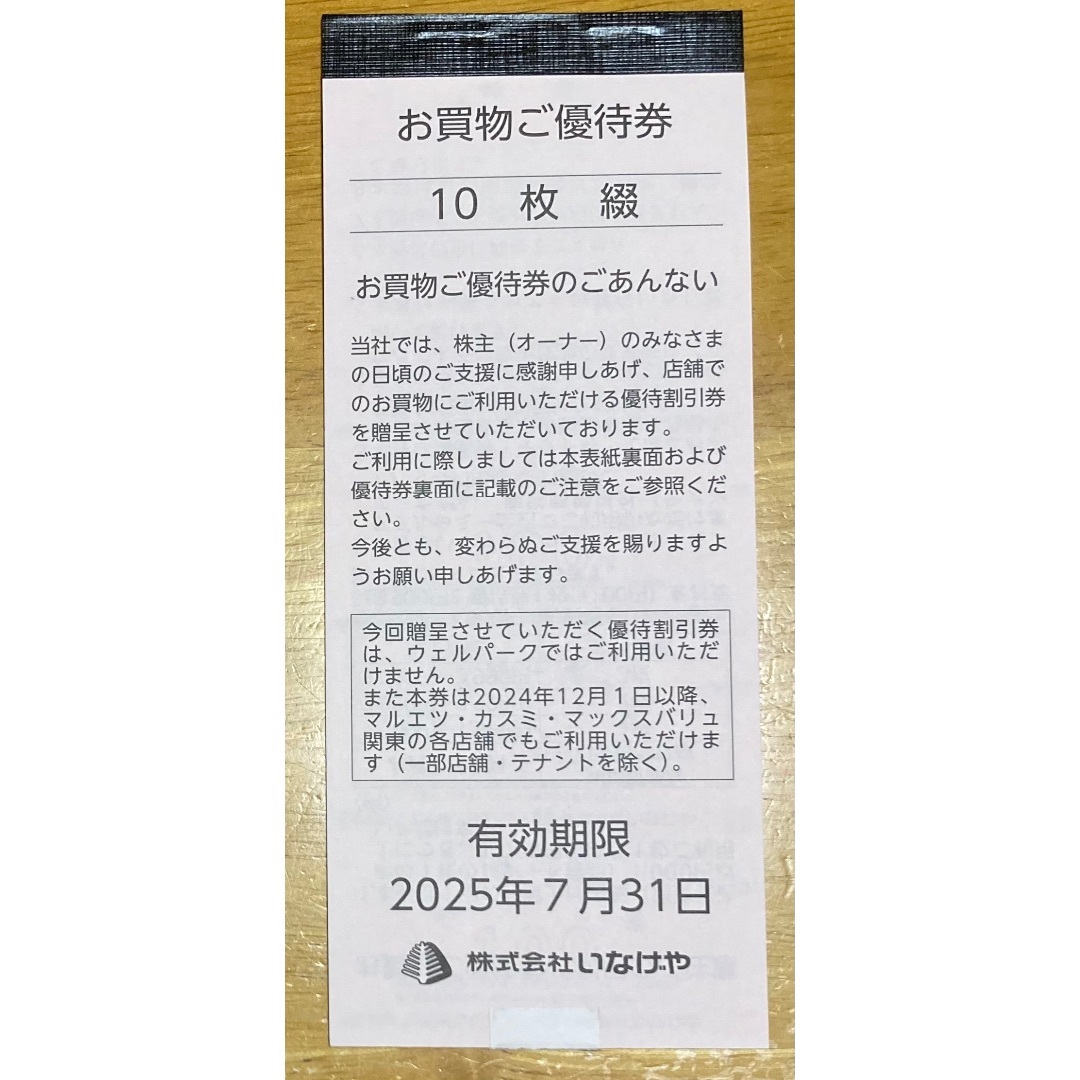 お買物ご優待券
10 枚 綴
お買物ご優待券のごあんない
当社では、株主（オーナー）のみなさま
の日頃のご支援に感謝申しあげ、店舗で
のお買物にご利用いただける優待割引券
を贈呈させていただいております。
ご利用に際しましては本表紙裏面および
優待券裏面に記載のご注意をご参照くだ
さい。
今後とも、変わらぬご支援を賜りますよ
うお願い申しあげます。
今回贈呈させていただく優待割引券
は、ウェルパークではご利用いただ
けません。
また本券は2024年12月1日以降、
マルエツ・カスミ・マックスバリュ
関東の各店舗でもご利用いただけま
す（一部店舗・テナントを除く）。
有効期限
2025年７月31日
株式会社いなげや